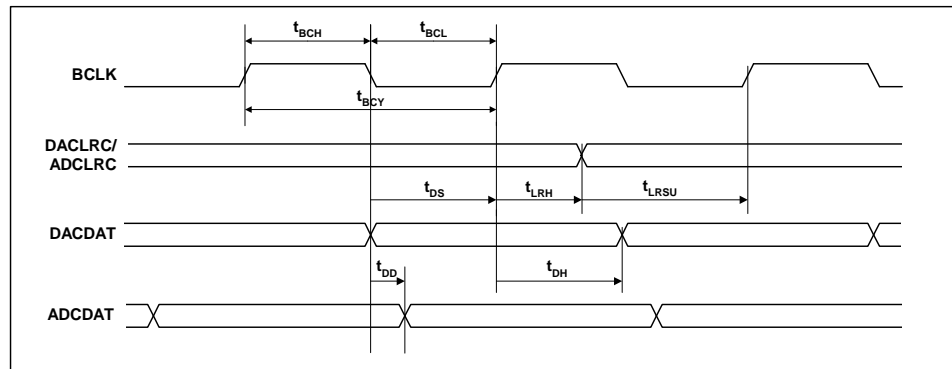 tBCH tBCL
BCLK
tBCY
DACLRC/
ADCLRC
tDS tLRH tLRSU
DACDAT
tDD tDH
ADCDAT